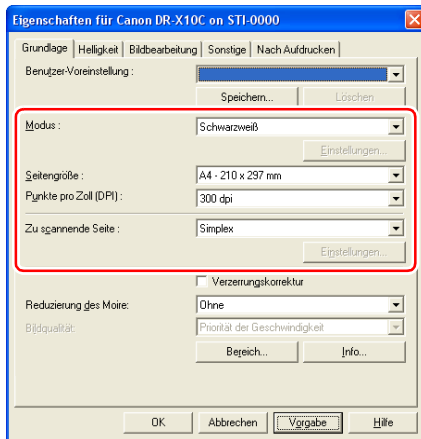 Eigenschaften für Canon DR-X10C on STI-0000
Grundlage Helligkeit Bildbearbeitung Sonstige Nach Aufdrucken
Benutzer-Voreinstellung :
Speichern... Löschen
Modus : Schwarzweiß
Einstellungen...
Seitengröße : A4 - 210 x 297 mm
Punkte pro Zoll (DPI) : 300 dpi
Zu scannende Seite : Simplex
Einstellungen...
Verzerrungskorrektur
Reduzierung des Moire: Ohne
Bildqualität: Priorität der Geschwindigkeit
Bereich... Info...
OK Abbrechen Vorgabe Hilfe